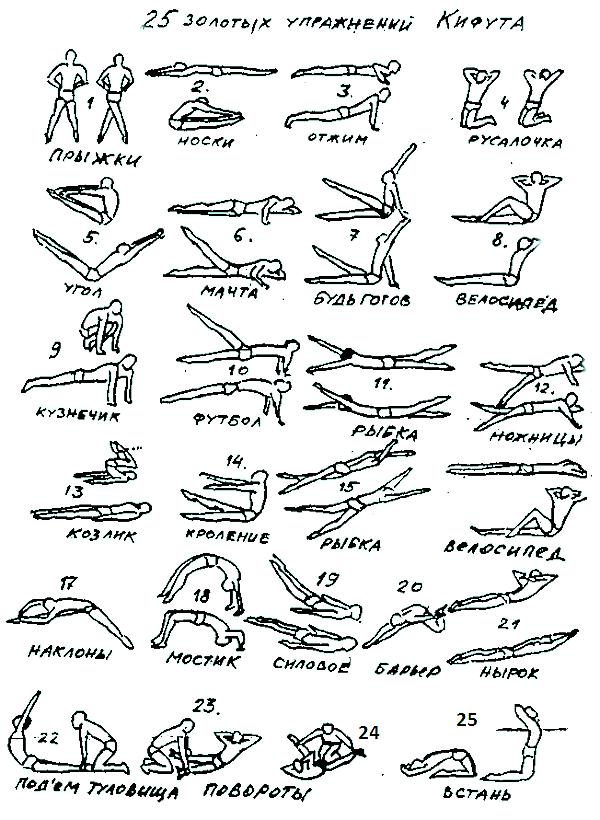 25 ЗОЛОТЫХ УПРАЖНЕНИЙ КИФУТА
1
2.
3.
4
ПРЫЖКИ
НОСКИ
ОТЖИМ
РУСАЛОЧКА
5.
6.
7
8.
УГОЛ
МАЧТА
БУДЬ ГОТОВ
ВЕЛОСИПЕД
9
10
11.
12.
КУЗНЕЧИК
ФУТБОЛ
РЫБКА
НОЖНИЦЫ
13
14.
15
КОЗЛИК
КРОЛЕНИЕ
РЫБКА
ВЕЛОСИПЕД
17
18
19
20
21
НАКЛОНЫ
МОСТИК
СИЛОВОЕ
БАРЬЕР
НЫРОК
22
23.
24
25
ПОД'ЕМ ТУЛОВИЩА
ПОВОРОТЫ
ВСТАНЬ